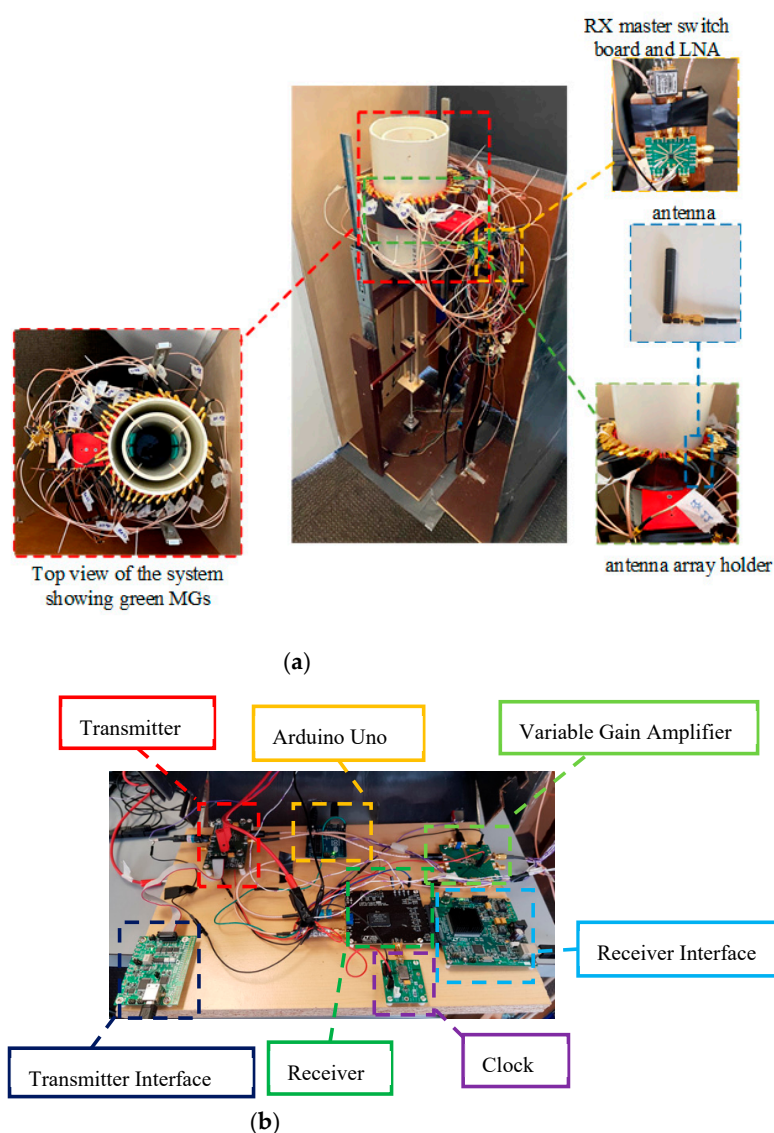 RX master switch
board and LNA
antenna
antenna array holder
Top view of the system
showing green MGs
(a)
Transmitter
Arduino Uno
Variable Gain Amplifier
Receiver Interface
Transmitter Interface
Receiver
Clock
(b)